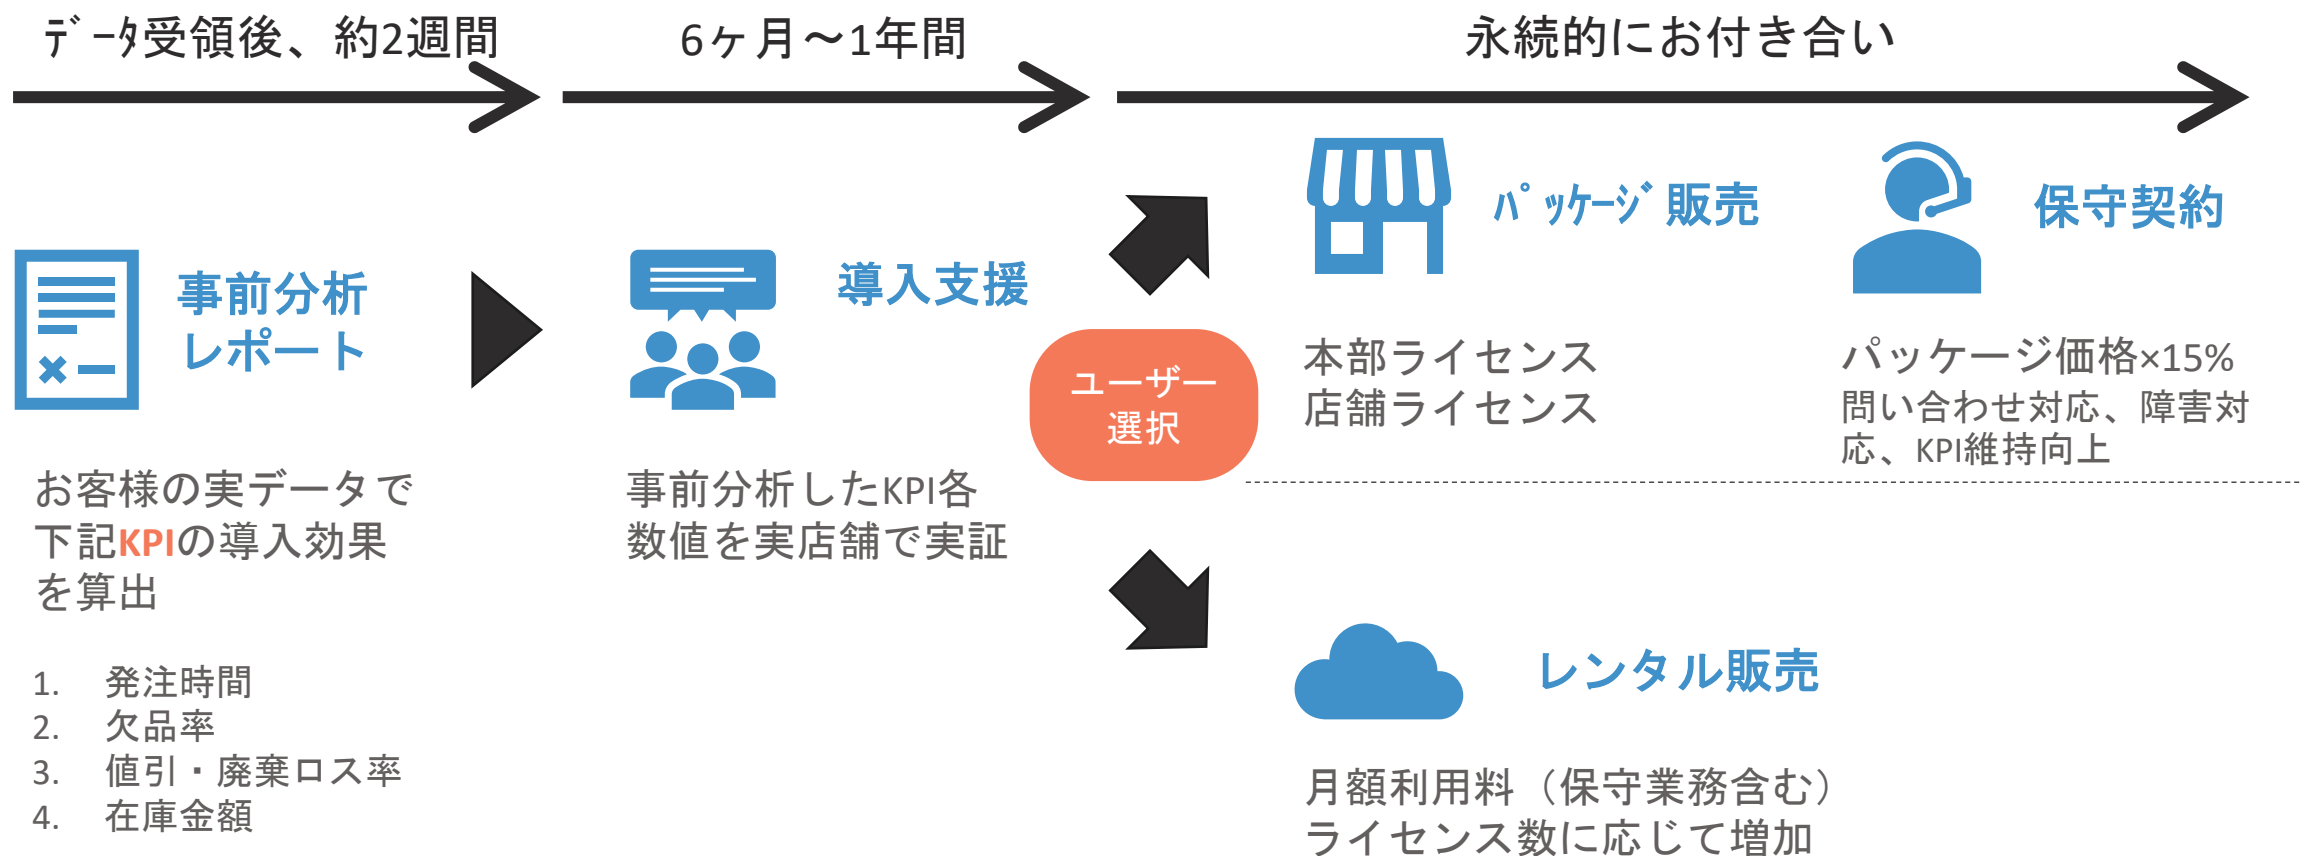 ﾃﾞｰﾀ受領後、約2週間
6ヶ月～1年間
永続的にお付き合い
事前分析
レポート
お客様の実データで
下記KPIの導入効果
を算出
1. 発注時間
2. 欠品率
3. 値引・廃棄ロス率
4. 在庫金額
導入支援
事前分析したKPI各
数値を実店舗で実証
ユーザー
選択
ﾊﾟｯｹｰｼﾞ販売
本部ライセンス
店舗ライセンス
保守契約
パッケージ価格×15%
問い合わせ対応、障害対
応、KPI維持向上
レンタル販売
月額利用料（保守業務含む）
ライセンス数に応じて増加